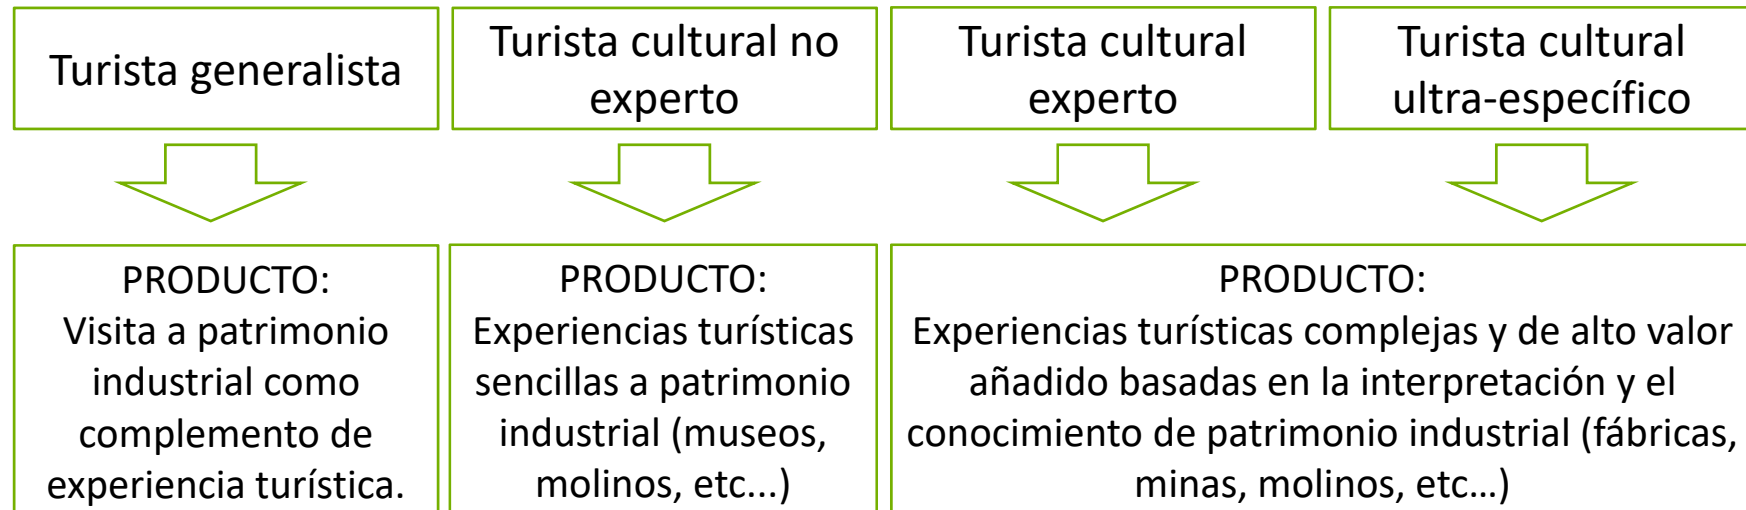 Turista generalista
Turista cultural no
experto
Turista cultural
experto
Turista cultural
ultra-específico
PRODUCTO:
Visita a patrimonio
industrial como
complemento de
experiencia turística.
PRODUCTO:
Experiencias turísticas
sencillas a patrimonio
industrial (museos,
molinos, etc...)
PRODUCTO:
Experiencias turísticas complejas y de alto valor
añadido basadas en la interpretación y el
conocimiento de patrimonio industrial (fábricas,
minas, molinos, etc…)